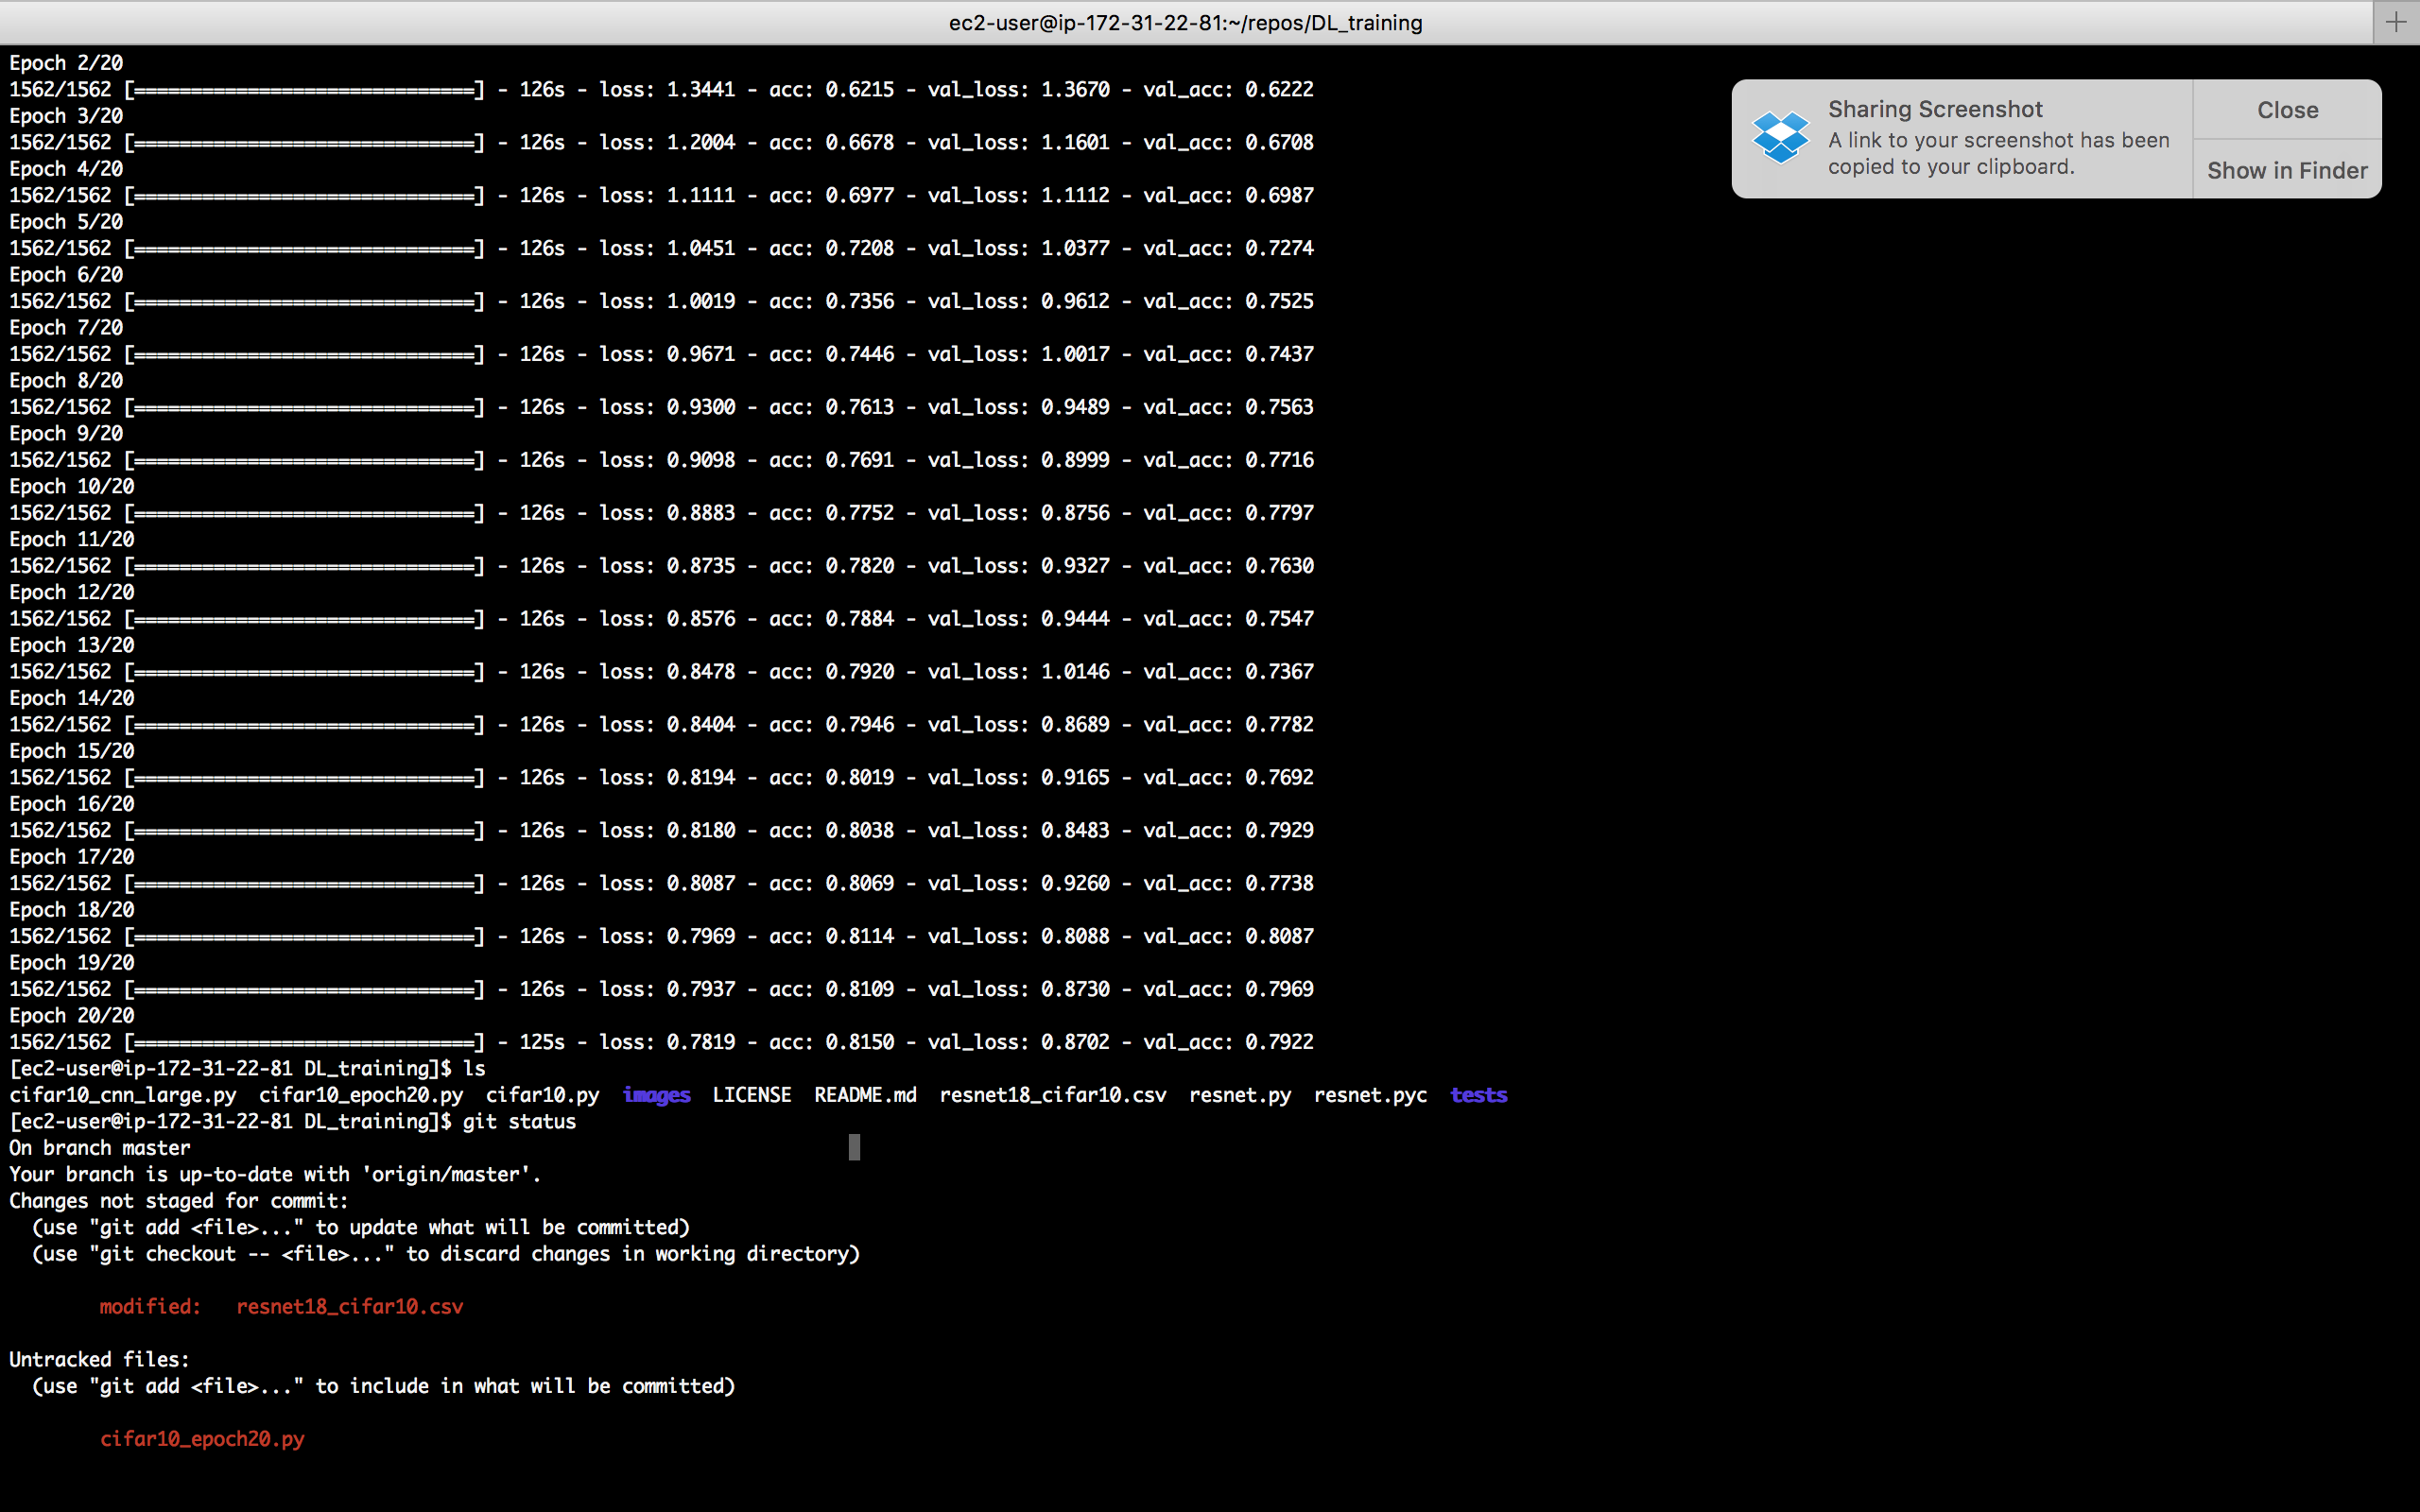 ec2-user@ip-172-31-22-81:~/repos/DL_training
Sharing Screenshot
A link to your screenshot has been
copied to your clipboard.
Close
Show in Finder
Epoch 2/20
1562/1562 [==============================] - 126s - loss: 1.3441 - acc: 0.6215 - val_loss: 1.3670 - val_acc: 0.6222
Epoch 3/20
1562/1562 [==============================] - 126s - loss: 1.2004 - acc: 0.6678 - val_loss: 1.1601 - val_acc: 0.6708
Epoch 4/20
1562/1562 [==============================] - 126s - loss: 1.1111 - acc: 0.6977 - val_loss: 1.1112 - val_acc: 0.6987
Epoch 5/20
1562/1562 [==============================] - 126s - loss: 1.0451 - acc: 0.7208 - val_loss: 1.0377 - val_acc: 0.7274
Epoch 6/20
1562/1562 [==============================] - 126s - loss: 1.0019 - acc: 0.7356 - val_loss: 0.9612 - val_acc: 0.7525
Epoch 7/20
1562/1562 [==============================] - 126s - loss: 0.9671 - acc: 0.7446 - val_loss: 1.0017 - val_acc: 0.7437
Epoch 8/20
1562/1562 [==============================] - 126s - loss: 0.9300 - acc: 0.7613 - val_loss: 0.9489 - val_acc: 0.7563
Epoch 9/20
1562/1562 [==============================] - 126s - loss: 0.9098 - acc: 0.7691 - val_loss: 0.8999 - val_acc: 0.7716
Epoch 10/20
1562/1562 [==============================] - 126s - loss: 0.8883 - acc: 0.7752 - val_loss: 0.8756 - val_acc: 0.7797
Epoch 11/20
1562/1562 [==============================] - 126s - loss: 0.8735 - acc: 0.7820 - val_loss: 0.9327 - val_acc: 0.7630
Epoch 12/20
1562/1562 [==============================] - 126s - loss: 0.8576 - acc: 0.7884 - val_loss: 0.9444 - val_acc: 0.7547
Epoch 13/20
1562/1562 [==============================] - 126s - loss: 0.8478 - acc: 0.7920 - val_loss: 1.0146 - val_acc: 0.7367
Epoch 14/20
1562/1562 [==============================] - 126s - loss: 0.8404 - acc: 0.7946 - val_loss: 0.8689 - val_acc: 0.7782
Epoch 15/20
1562/1562 [==============================] - 126s - loss: 0.8194 - acc: 0.8019 - val_loss: 0.9165 - val_acc: 0.7692
Epoch 16/20
1562/1562 [==============================] - 126s - loss: 0.8180 - acc: 0.8038 - val_loss: 0.8483 - val_acc: 0.7929
Epoch 17/20
1562/1562 [==============================] - 126s - loss: 0.8087 - acc: 0.8069 - val_loss: 0.9260 - val_acc: 0.7738
Epoch 18/20
1562/1562 [==============================] - 126s - loss: 0.7969 - acc: 0.8114 - val_loss: 0.8088 - val_acc: 0.8087
Epoch 19/20
1562/1562 [==============================] - 126s - loss: 0.7937 - acc: 0.8109 - val_loss: 0.8730 - val_acc: 0.7969
Epoch 20/20
1562/1562 [==============================] - 125s - loss: 0.7819 - acc: 0.8150 - val_loss: 0.8702 - val_acc: 0.7922
[ec2-user@ip-172-31-22-81 DL_training]$ ls
cifar10_cnn_large.py  cifar10_epoch20.py  cifar10.py  images  LICENSE  README.md  resnet18_cifar10.csv  resnet.py  resnet.pyc  tests
[ec2-user@ip-172-31-22-81 DL_training]$ git status
On branch master
Your branch is up-to-date with 'origin/master'.
Changes not staged for commit:
  (use "git add <file>..." to update what will be committed)
  (use "git checkout -- <file>..." to discard changes in working directory)
        modified:   resnet18_cifar10.csv
Untracked files:
  (use "git add <file>..." to include in what will be committed)
        cifar10_epoch20.py